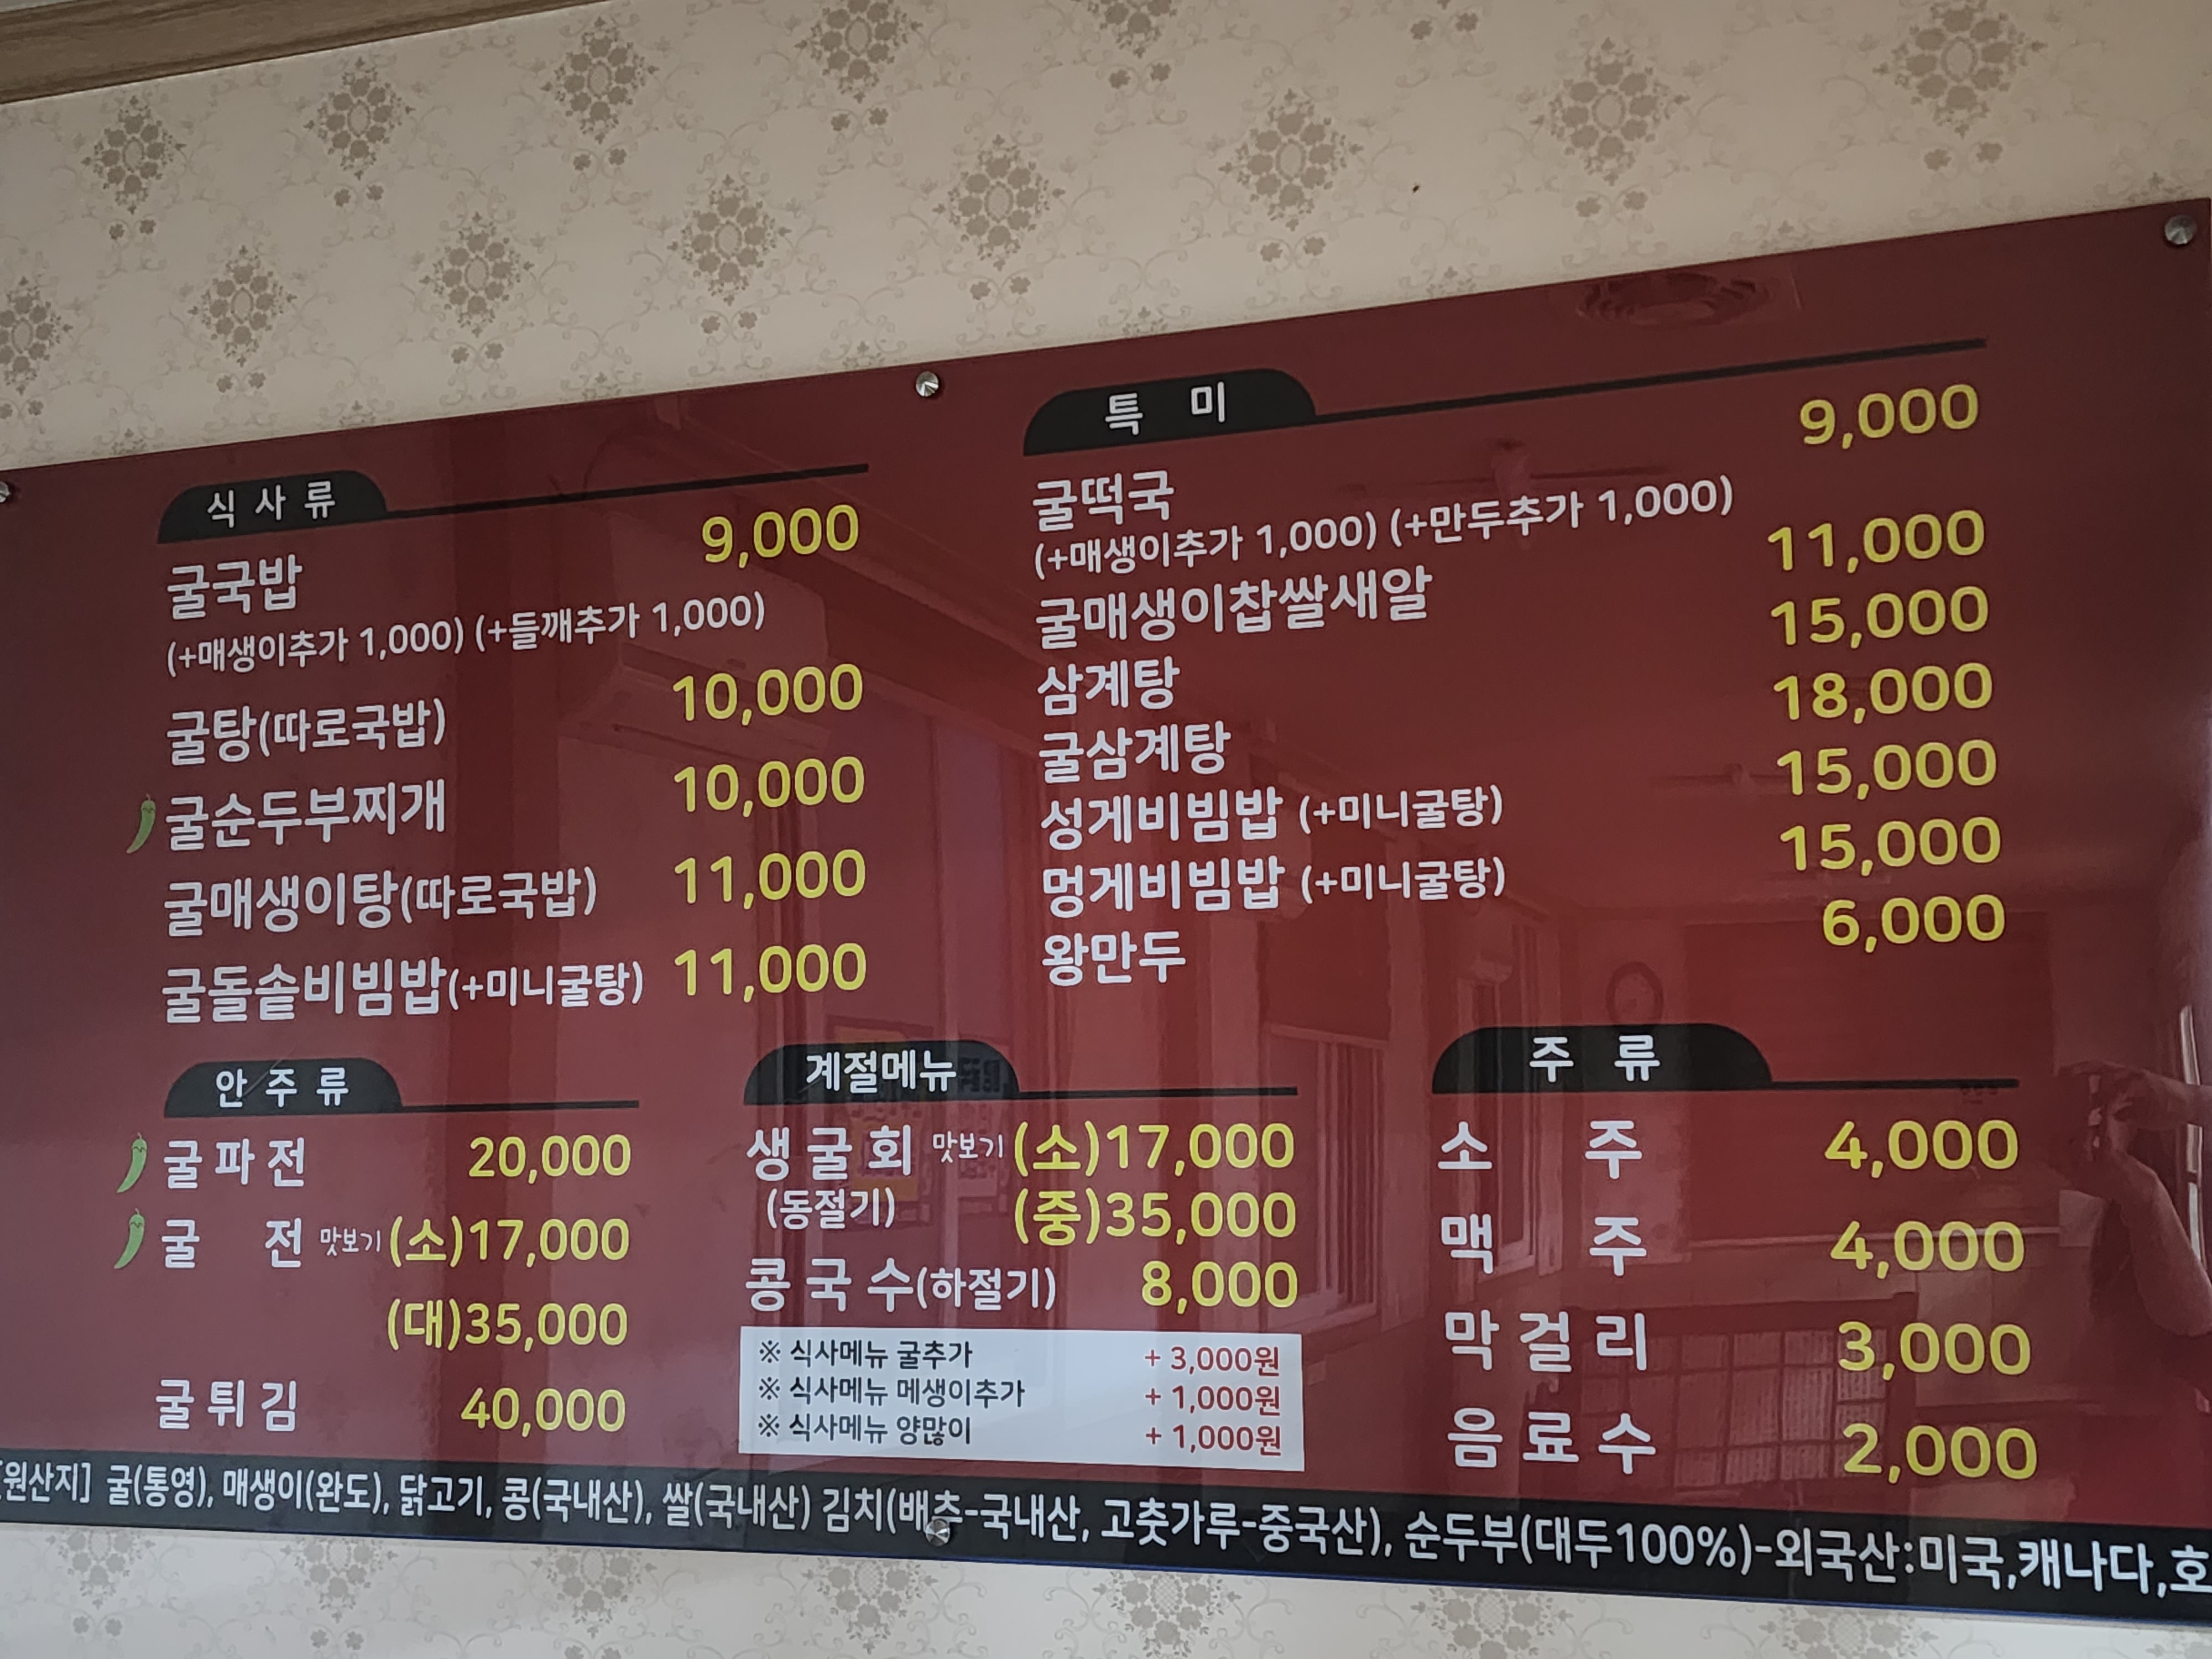 식사류
굴국밥 9,000
(+매생이추가 1,000) (+들깨추가 1,000)
굴탕(따로국밥) 10,000
굴순두부찌개 10,000
굴매생이탕(따로국밥) 11,000
굴돌솥비빔밥(+미니굴탕) 11,000
특 미
굴떡국 9,000
(+매생이추가 1,000) (+만두추가 1,000)
굴매생이찹쌀새알 11,000
삼계탕 15,000
굴삼계탕 18,000
성게비빔밥 (+미니굴탕) 15,000
멍게비빔밥 (+미니굴탕) 15,000
왕만두 6,000
안주류
굴파전 20,000
굴 전 맛보기 (소)17,000
(대)35,000
굴튀김 40,000
계절메뉴
생굴회 맛보기 (소)17,000
(동절기) (중)35,000
콩국수(하절기) 8,000
※ 식사메뉴 굴추가 + 3,000원
※ 식사메뉴 메생이추가 + 1,000원
※ 식사메뉴 양많이 + 1,000원
주 류
소 주 4,000
맥 주 4,000
막걸리 3,000
음료수 2,000
[원산지] 굴(통영), 매생이(완도), 닭고기, 콩(국내산), 쌀(국내산) 김치(배추-국내산, 고춧가루-중국산), 순두부(대두100%)-외국산:미국,캐나다,호